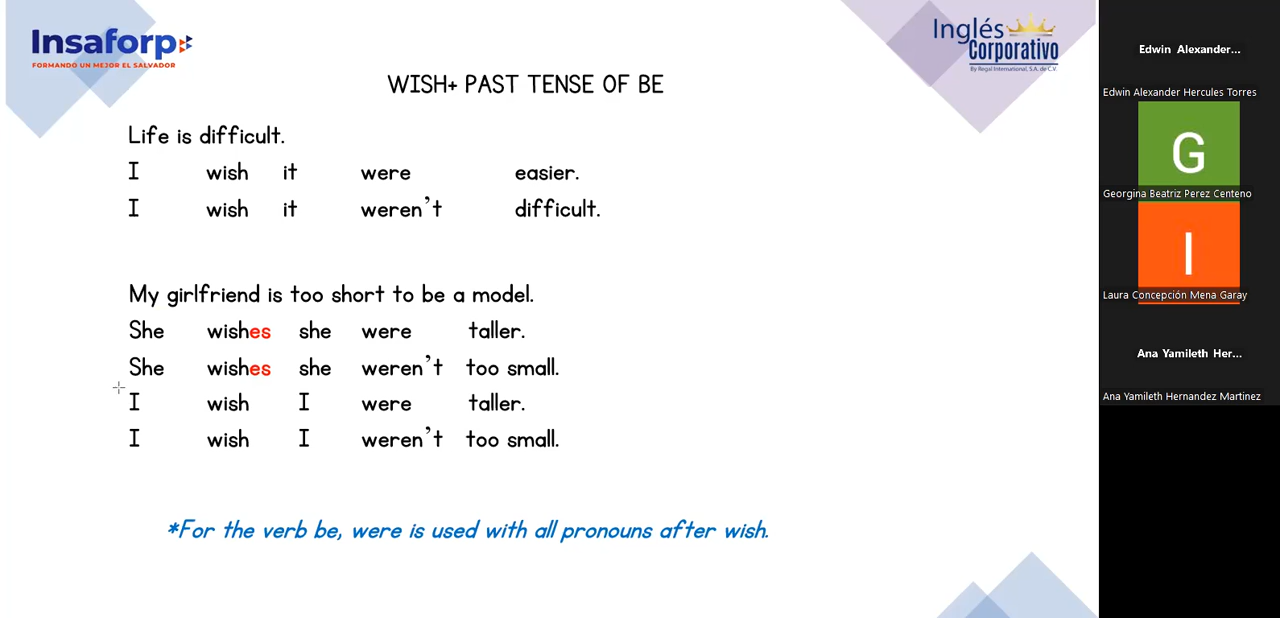 Insaforp
FORMANDO UN MEJOR EL SALVADOR
Inglés
Corporativo
By Regal International, S.A. de C.V.
WISH+ PAST TENSE OF BE
Life is difficult.
I wish it were easier.
I wish it weren't difficult.
My girlfriend is too short to be a model.
She wishes she were taller.
She wishes she weren't too small.
I wish I were taller.
I wish I weren't too small.
*For the verb be, were is used with all pronouns after wish.
Edwin Alexander...
Edwin Alexander Hercules Torres
G
Georgina Beatriz Perez Centeno
I
Laura Concepción Mena Garay
Ana Yamileth Her...
Ana Yamileth Hernandez Martinez